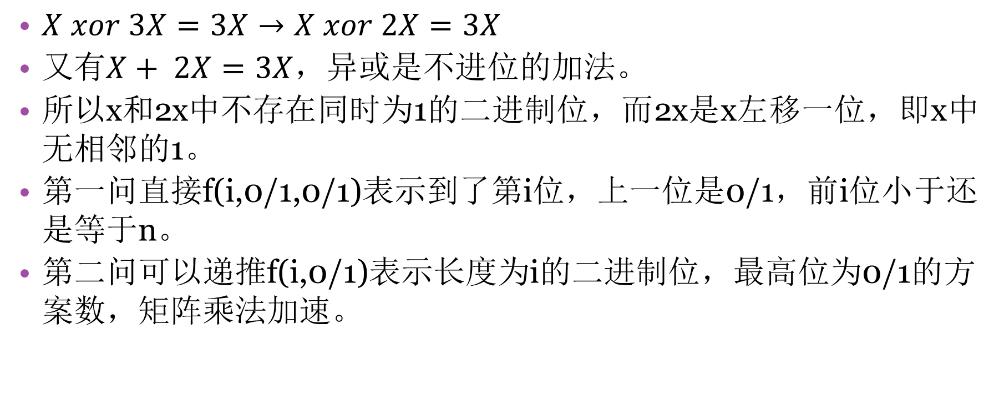 • X xor 3X = 3X → X xor 2X = 3X
• 又有X + 2X = 3X，异或是不进位的加法。
• 所以x和2x中不存在同时为1的二进制位，而2x是x左移一位，即x中
无相邻的1。
• 第一问直接f(i,0/1,0/1)表示到了第i位，上一位是0/1，前i位小于还
是等于n。
• 第二问可以递推f(i,0/1)表示长度为i的二进制位，最高位为0/1的方
案数，矩阵乘法加速。